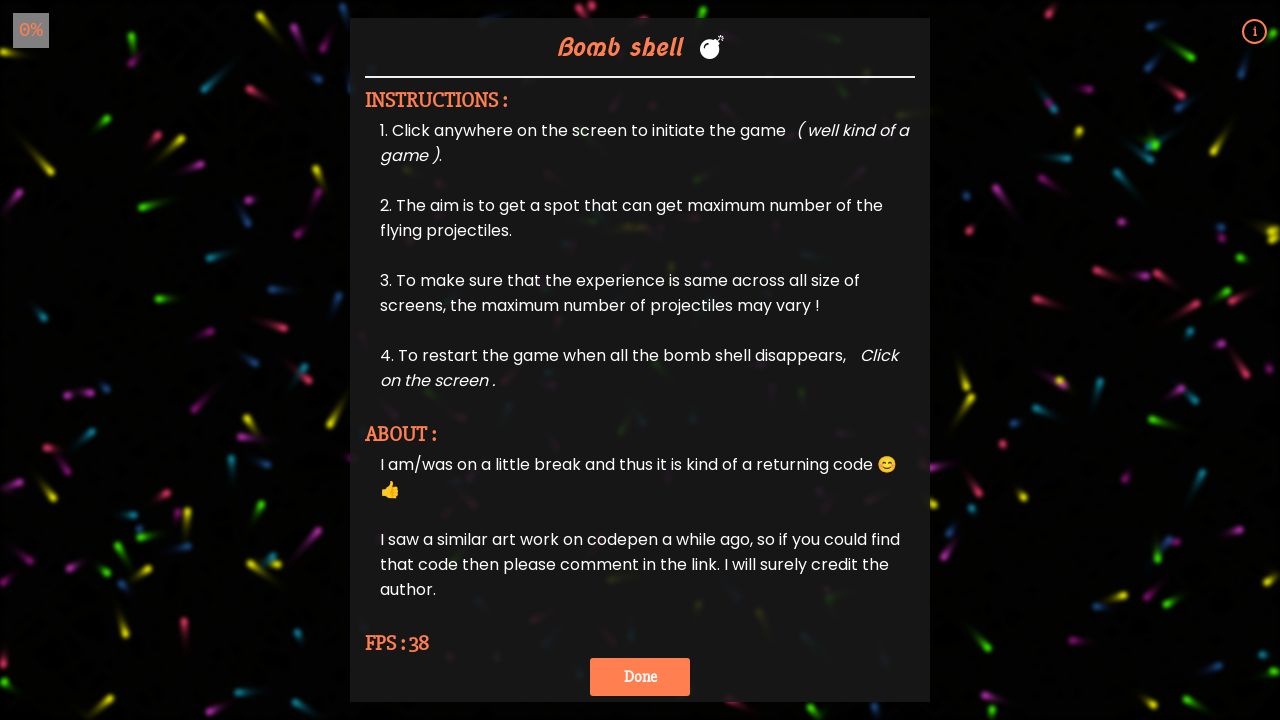 0%
Bomb shell 💣
i
INSTRUCTIONS :
1. Click anywhere on the screen to initiate the game ( well kind of a
game ).
2. The aim is to get a spot that can get maximum number of the
flying projectiles.
3. To make sure that the experience is same across all size of
screens, the maximum number of projectiles may vary !
4. To restart the game when all the bomb shell disappears, Click
on the screen .
ABOUT :
I am/was on a little break and thus it is kind of a returning code 😊
👍
I saw a similar art work on codepen a while ago, so if you could find
that code then please comment in the link. I will surely credit the
author.
FPS : 38
Done